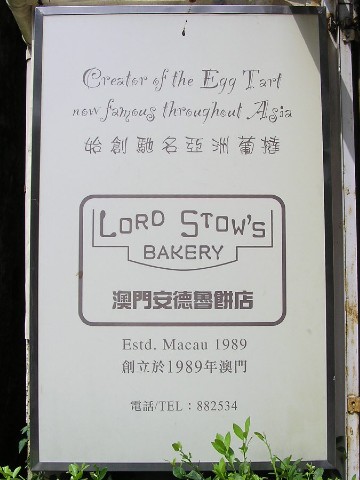 Creator of the Egg Tart
now famous throughout Asia
始創馳名亞洲蛋撻
LORD STOW'S
BAKERY
澳門安德魯餅店
Estd. Macau 1989
創立於1989年澳門
電話/TEL : 882534